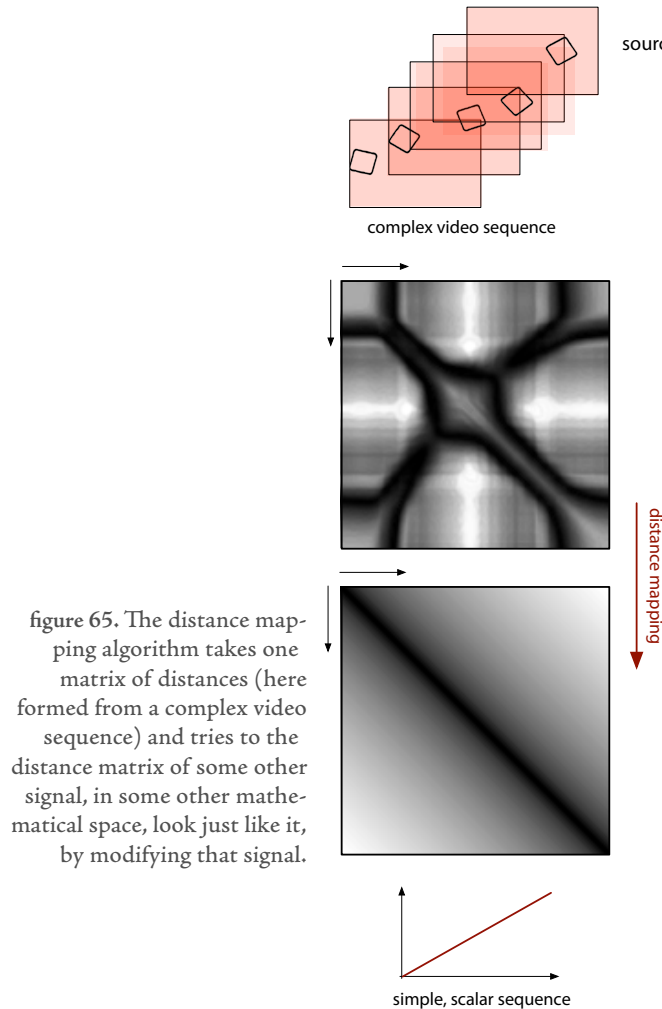 complex video sequence
distance mapping
figure 65. The distance map-
ping algorithm takes one
matrix of distances (here
formed from a complex video
sequence) and tries to the
distance matrix of some other
signal, in some other mathe-
matical space, look just like it,
by modifying that signal.
simple, scalar sequence